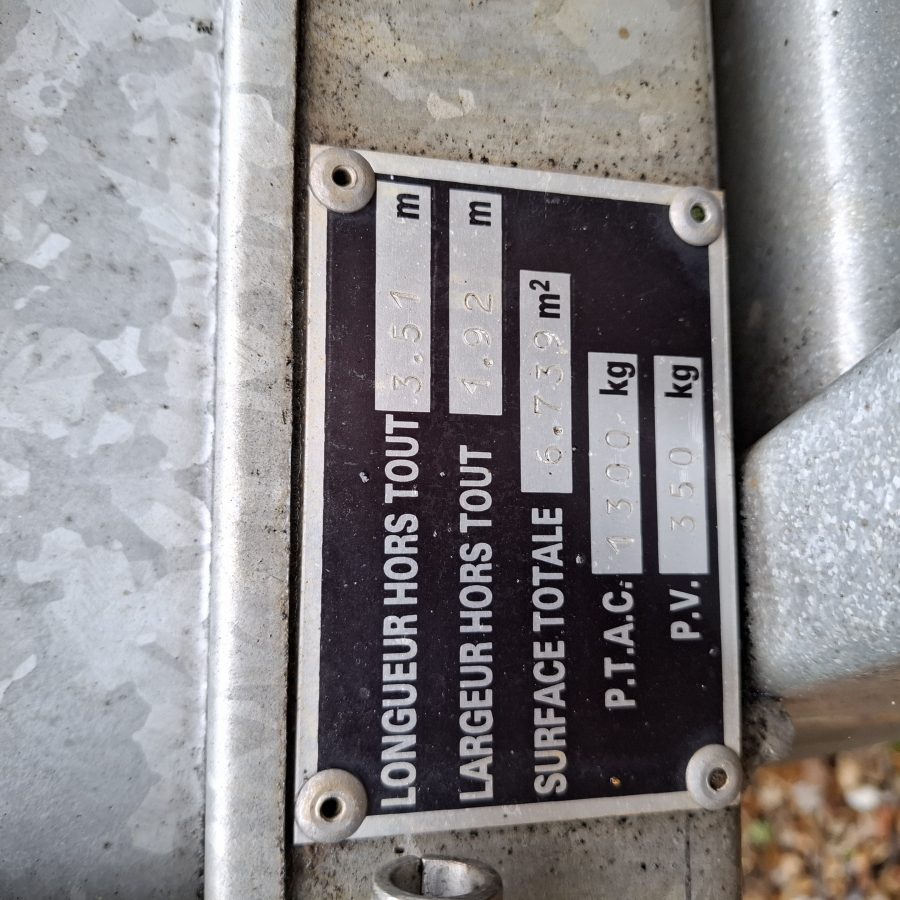 LONGUEUR HORS TOUT 3.51 m
LARGEUR HORS TOUT 1.92 m
SURFACE TOTALE 6.739 m²
P.T.A.C. 1300 kg
P.V. 350 kg